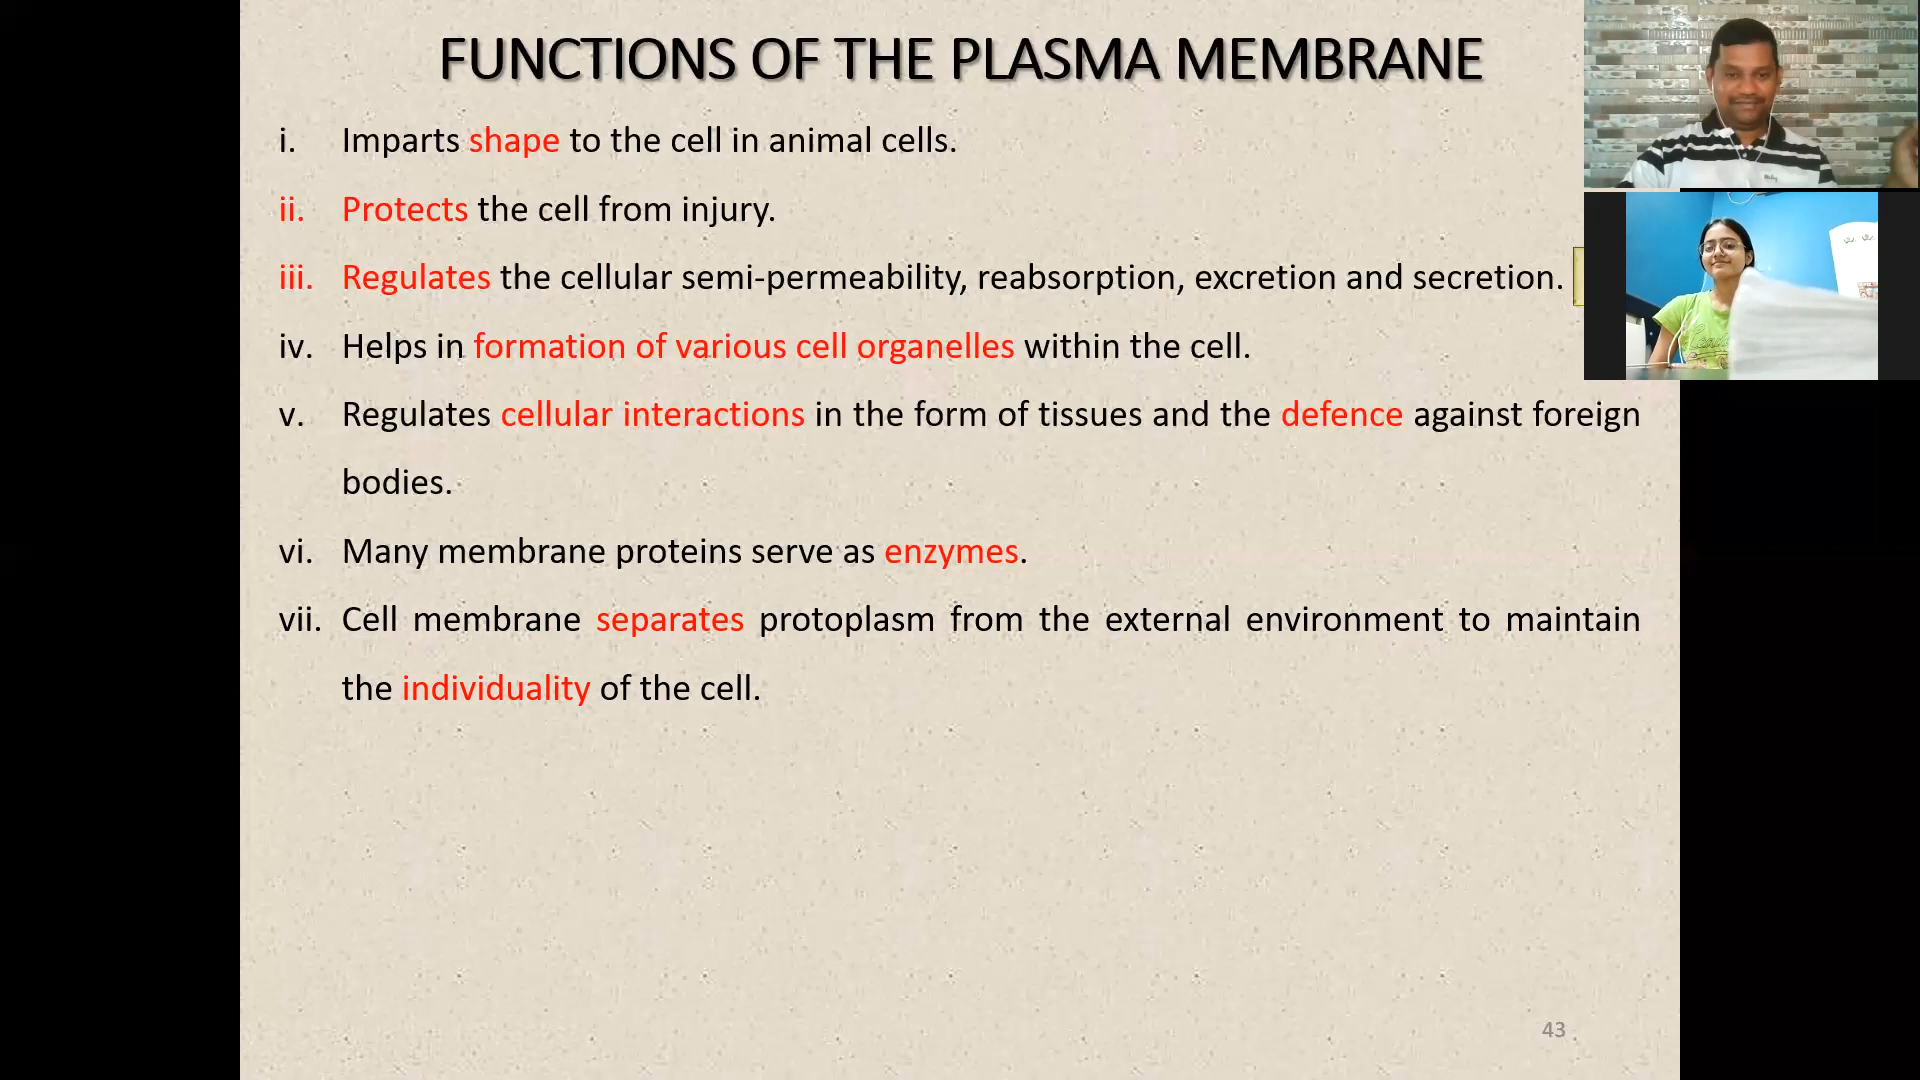 FUNCTIONS OF THE PLASMA MEMBRANE
i. Imparts shape to the cell in animal cells.
ii. Protects the cell from injury.
iii. Regulates the cellular semi-permeability, reabsorption, excretion and secretion.
iv. Helps in formation of various cell organelles within the cell.
v. Regulates cellular interactions in the form of tissues and the defence against foreign
bodies.
vi. Many membrane proteins serve as enzymes.
vii. Cell membrane separates protoplasm from the external environment to maintain
the individuality of the cell.
43